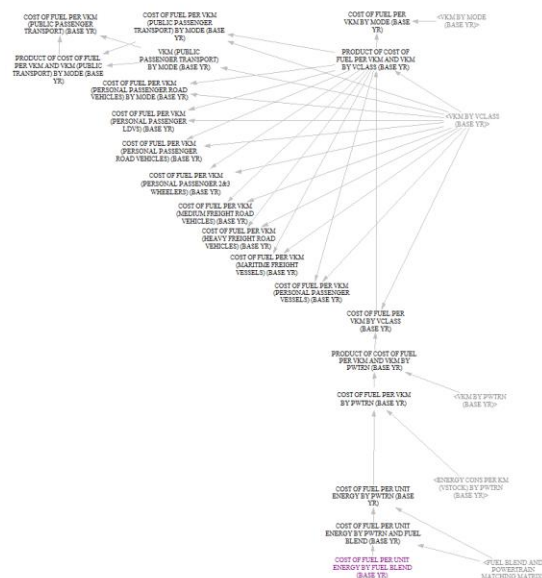 COST OF FUEL PER VKM
(PUBLIC PASSENGER
TRANSPORT) (BASE YR)
COST OF FUEL PER VKM
(PUBLIC PASSENGER
TRANSPORT) BY MODE (BASE
YR)
COST OF FUEL PER
VKM BY MODE (BASE
YR)
<VKM BY MODE
(BASE YR)>
PRODUCT OF COST OF FUEL
PER VKM AND VKM (PUBLIC
TRANSPORT) BY MODE (BASE
YR)
VKM (PUBLIC
PASSENGER TRANSPORT)
BY MODE (BASE YR)
PRODUCT OF COST OF
FUEL PER VKM AND VKM
BY VCLASS (BASE YR)
COST OF FUEL PER VKM
(PERSONAL PASSENGER ROAD
VEHICLES) BY MODE (BASE YR)
COST OF FUEL PER VKM
(PERSONAL PASSENGER
LDVS) (BASE YR)
<VKM BY VCLASS
(BASE YR)>
COST OF FUEL PER VKM
(PERSONAL PASSENGER
ROAD VEHICLES) (BASE YR)
COST OF FUEL PER VKM
(PERSONAL PASSENGER 2&3
WHEELERS) (BASE YR)
COST OF FUEL PER VKM
(MEDIUM FREIGHT ROAD
VEHICLES) (BASE YR)
COST OF FUEL PER VKM
(HEAVY FREIGHT ROAD
VEHICLES) (BASE YR)
COST OF FUEL PER VKM
(MARITIME FREIGHT
VESSELS) (BASE YR)
COST OF FUEL PER VKM
(PERSONAL PASSENGER
VESSELS) (BASE YR)
COST OF FUEL PER
VKM BY VCLASS
(BASE YR)
PRODUCT OF COST OF FUEL
PER VKM AND VKM BY
PWTRN (BASE YR)
COST OF FUEL PER VKM
BY PWTRN (BASE YR)
<VKM BY PWTRN
(BASE YR)>
<ENERGY CONS PER KM
(VSTOCK) BY PWTRN
(BASE YR)>
COST OF FUEL PER UNIT
ENERGY BY PWTRN (BASE
YR)
COST OF FUEL PER UNIT
ENERGY BY PWTRN AND FUEL
BLEND (BASE YR)
COST OF FUEL PER UNIT
ENERGY BY FUEL BLEND
(BASE YR)
<FUEL BLEND AND
POWERTRAIN
MATCHING MATRIX